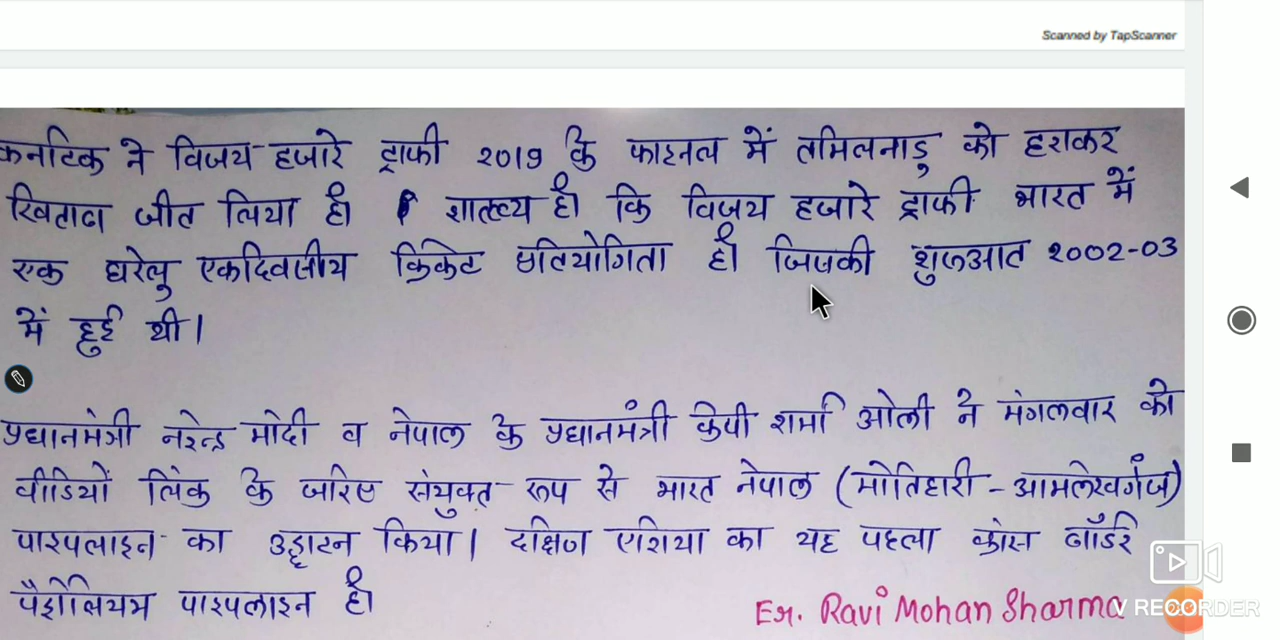 Scanned by TapScanner
कर्नाटक ने विजय हजारे ट्राफी 2019 के फाइनल में तमिलनाडु को हराकर
खिताब जीत लिया है। ज्ञातव्य है। कि विजय हजारे ट्राफी भारत में
एक घरेलु एकदिवसीय क्रिकेट प्रतियोगिता है। जिसकी शुरुआत 2002-03
में हुई थी।
प्रधानमंत्री नरेन्द्र मोदी व नेपाल के प्रधानमंत्री केपी शर्मा ओली ने मंगलवार को
वीडियों लिंक के जरिए संयुक्त रूप से भारत नेपाल (मोतिहारी - आमलेखगंज)
पाइपलाइन का उद्घाटन किया। दक्षिण एशिया का यह पहला क्रोस बॉर्डर
पैट्रोलियम पाइपलाइन है।
Er. Ravi Mohan Sharma
V RECORDER